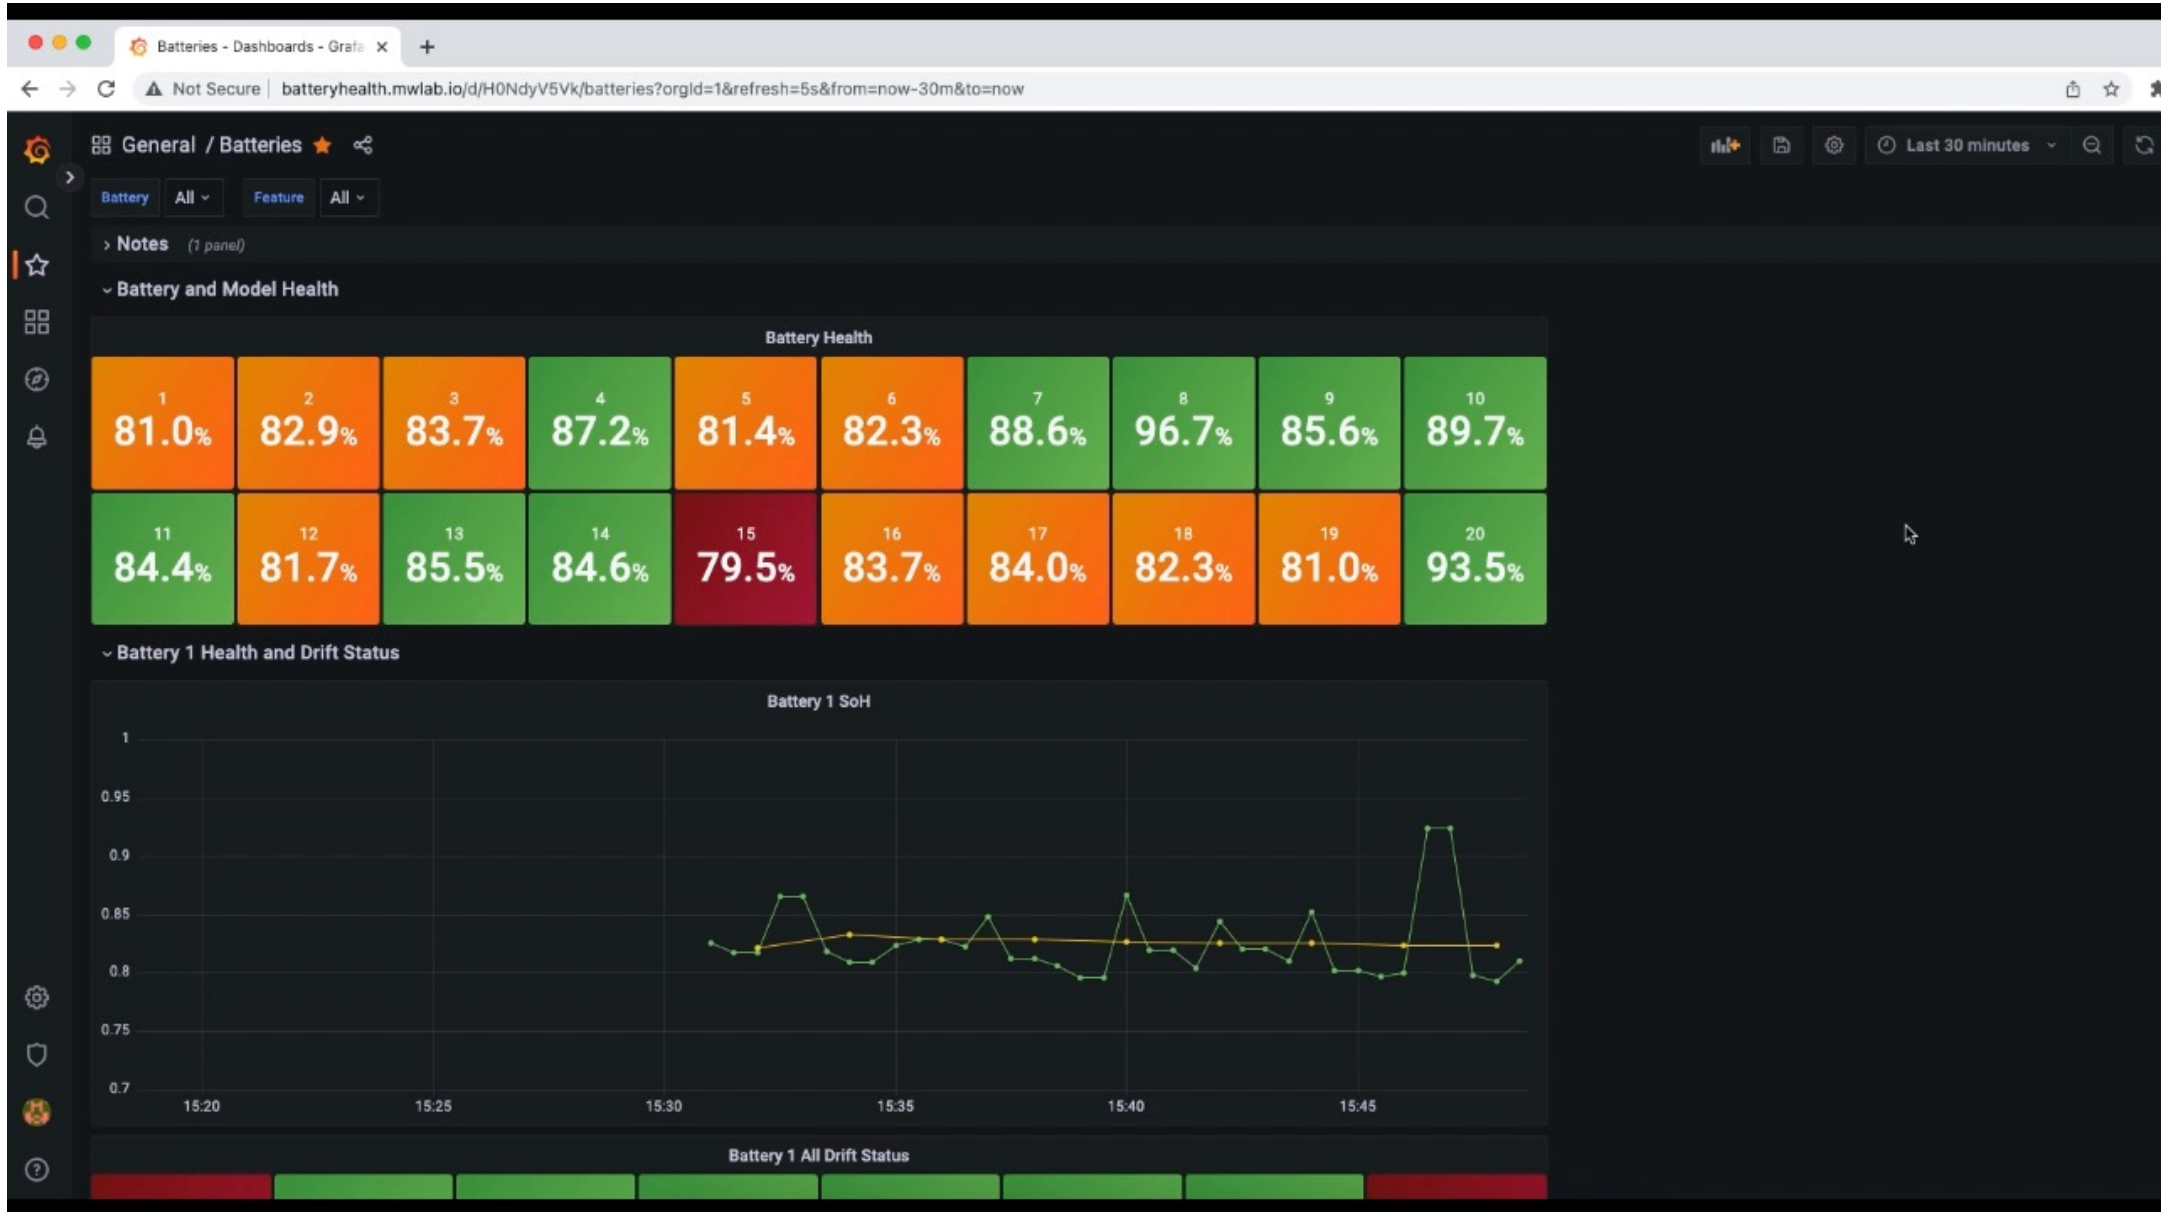 Batteries - Dashboards - Grafa
Not Secure batteryhealth.mwlab.io/d/H0NdyV5Vk/batteries?orgId=1&refresh=5s&from=now-30m&to=now
General / Batteries
Last 30 minutes
Battery All Feature All
Notes (1 panel)
Battery and Model Health
Battery Health
1 2 3 4 5 6 7 8 9 10
81.0% 82.9% 83.7% 87.2% 81.4% 82.3% 88.6% 96.7% 85.6% 89.7%
11 12 13 14 15 16 17 18 19 20
84.4% 81.7% 85.5% 84.6% 79.5% 83.7% 84.0% 82.3% 81.0% 93.5%
Battery 1 Health and Drift Status
Battery 1 SoH
1
0.95
0.9
0.85
0.8
0.75
0.7
15:20 15:25 15:30 15:35 15:40 15:45
Battery 1 All Drift Status